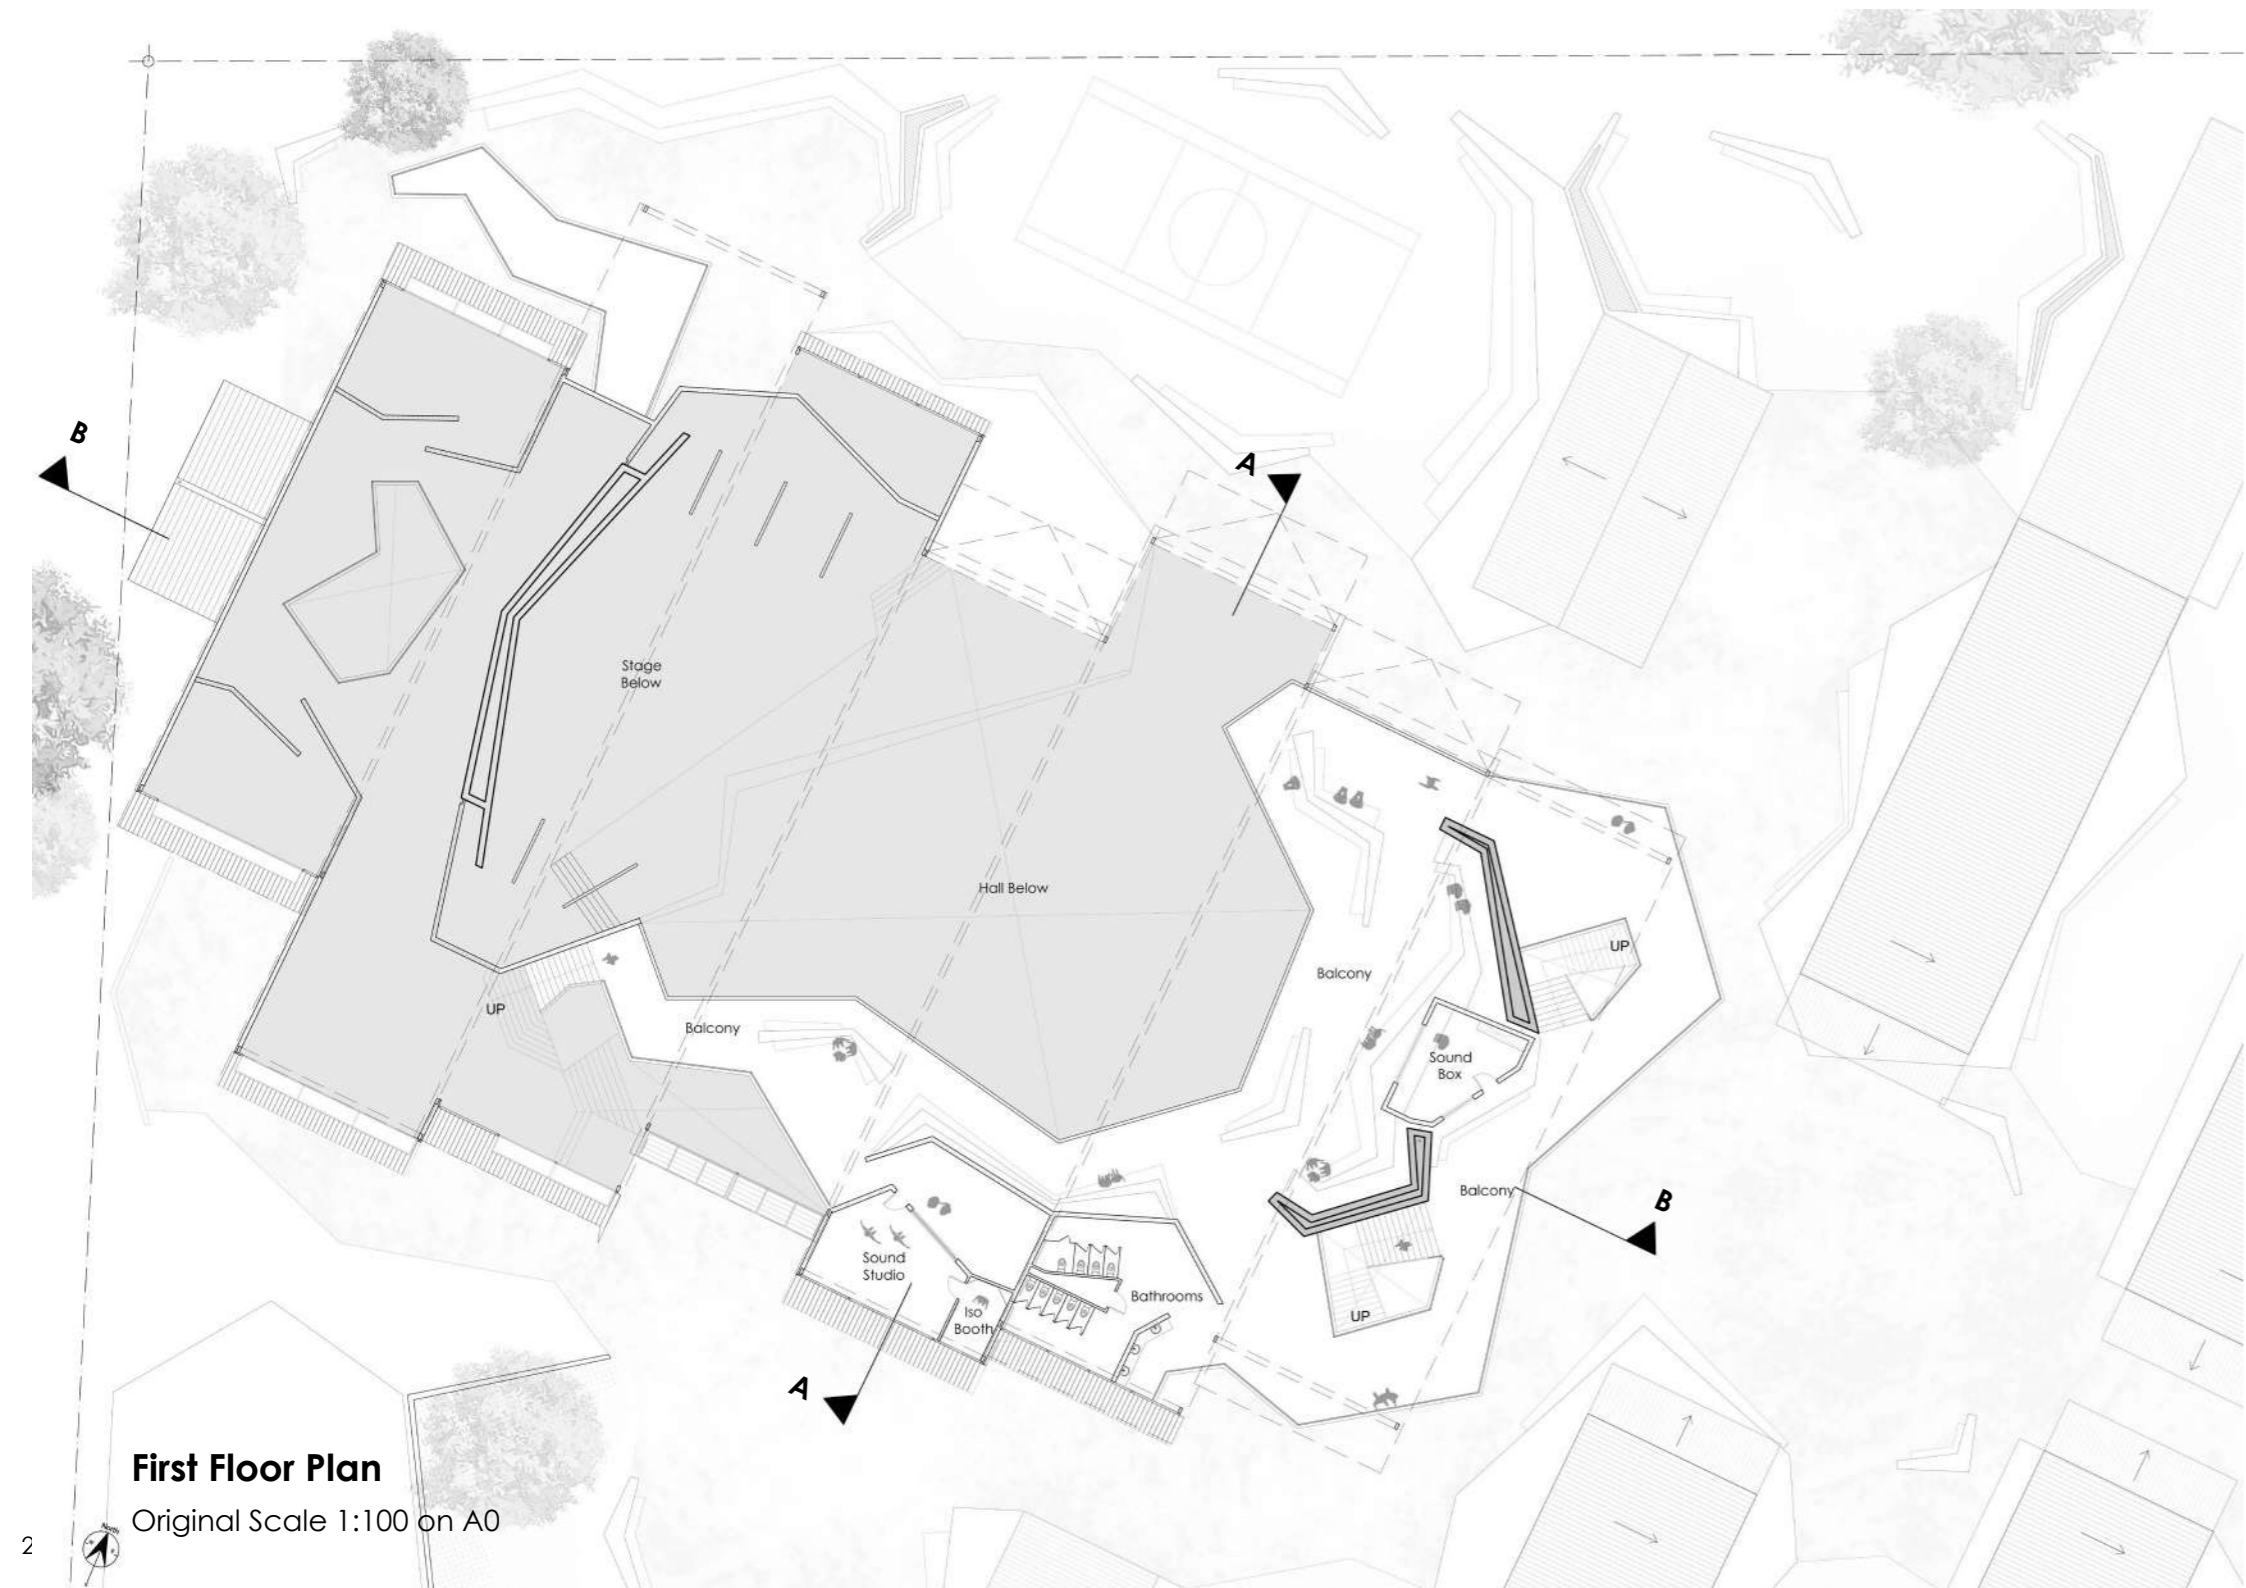 B
A
Stage
Below
Hall Below
UP
Balcony
UP
Balcony
Sound
Box
Balcony
B
Sound
Studio
Iso
Booth
Bathrooms
UP
A
First Floor Plan
Original Scale 1:100 on A0
North
2